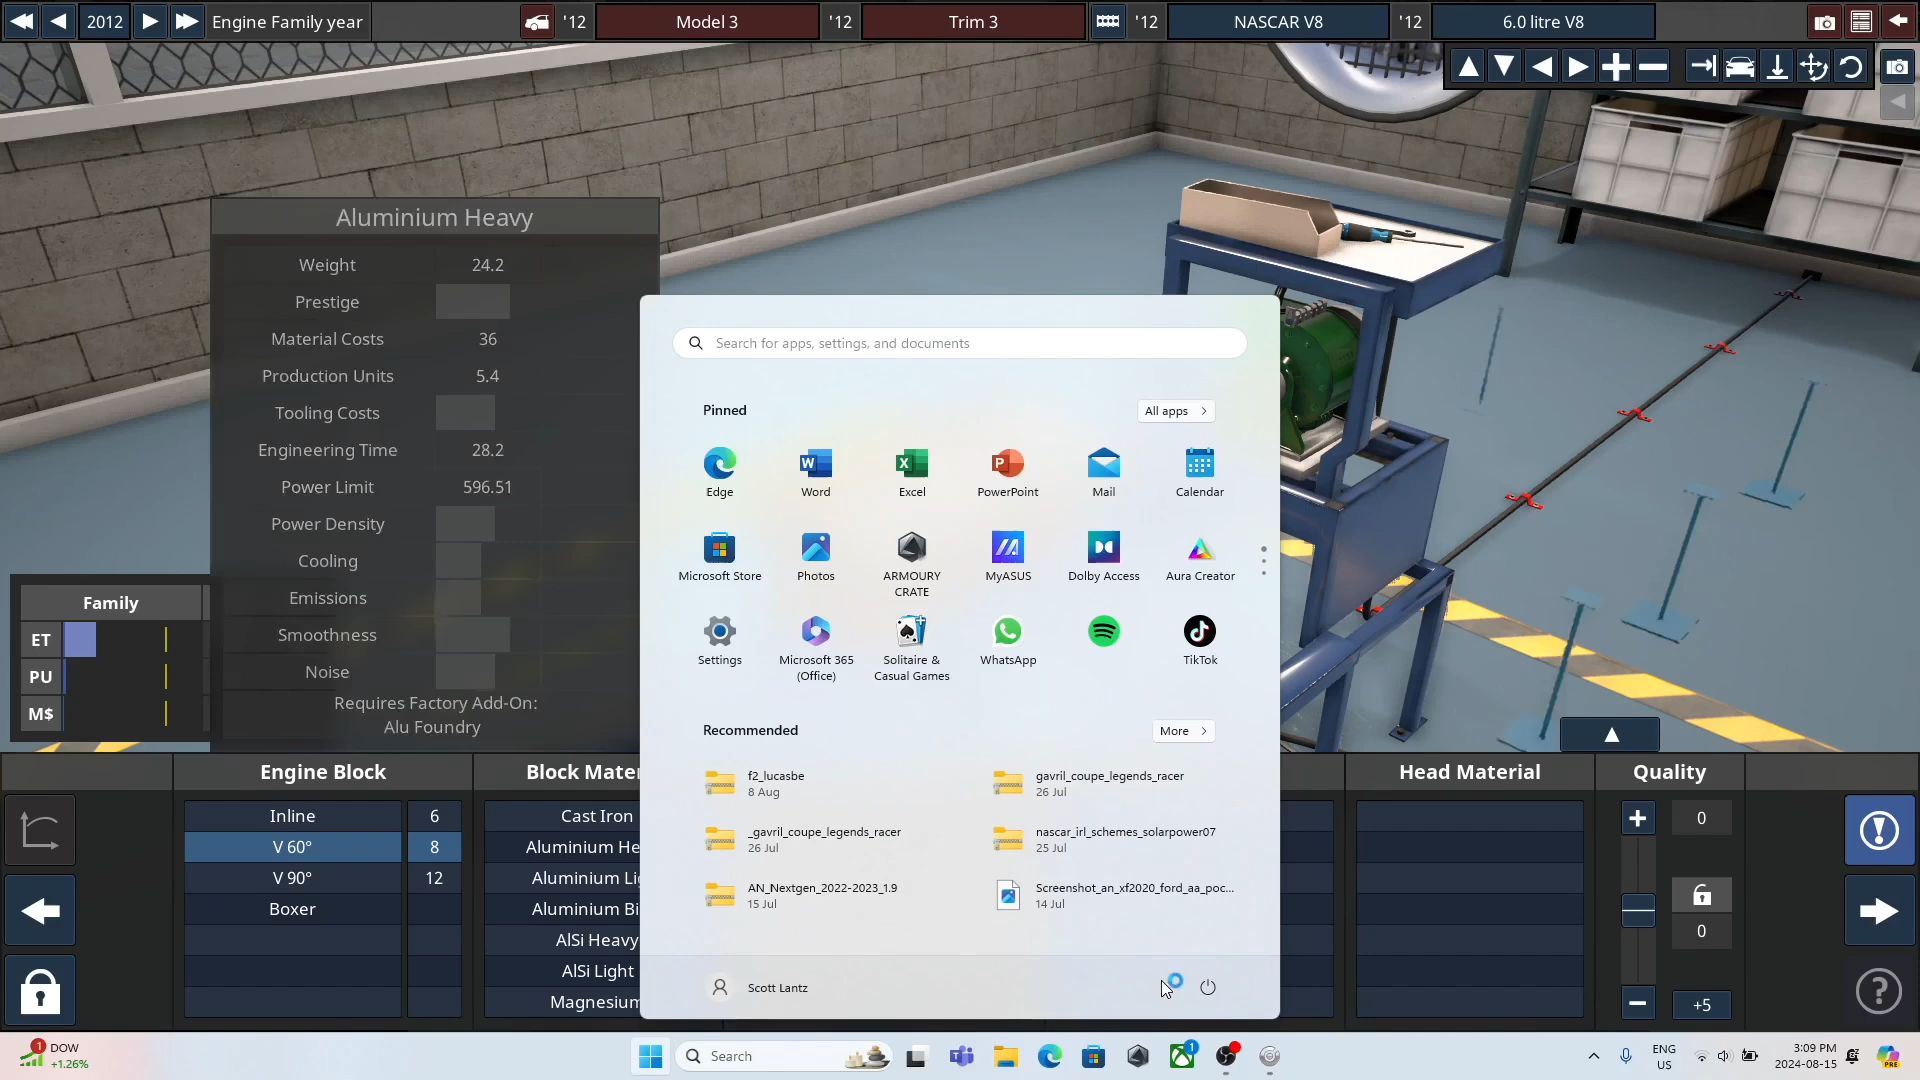 2012 Engine Family year '12 Model 3 '12 Trim 3 '12 NASCAR V8 '12 6.0 litre V8
Aluminium Heavy
Weight 24.2
Prestige
Material Costs 36
Production Units 5.4
Tooling Costs
Engineering Time 28.2
Power Limit 596.51
Power Density
Cooling
Emissions
Smoothness
Noise
Requires Factory Add-On:
Alu Foundry
Family
ET
PU
M$
Search for apps, settings, and documents
Pinned All apps
Edge Word Excel PowerPoint Mail Calendar
Microsoft Store Photos ARMOURY CRATE MyASUS Dolby Access Aura Creator
Settings Microsoft 365 (Office) Solitaire & Casual Games WhatsApp TikTok
Recommended More
f2_lucasbe
8 Aug
gavril_coupe_legends_racer
26 Jul
_gavril_coupe_legends_racer
26 Jul
nascar_irl_schemes_solarpower07
25 Jul
AN_Nextgen_2022-2023_1.9
15 Jul
Screenshot_an_xf2020_ford_aa_poc...
14 Jul
Scott Lantz
Engine Block
Inline 6
V 60° 8
V 90° 12
Boxer
Block Mater
Cast Iron
Aluminium He
Aluminium Li
Aluminium Bi
AlSi Heavy
AlSi Light
Magnesium
Head Material
Quality
0
0
+5
1
DOW
+1.26%
Search
1
ENG
US
3:09 PM
2024-08-15
PRE